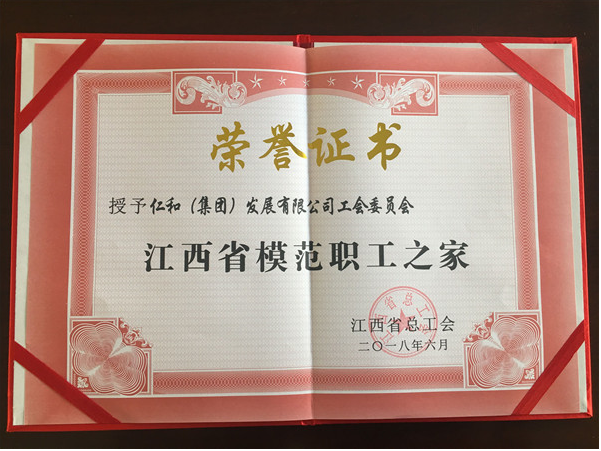 荣誉证书
授予仁和（集团）发展有限公司工会委员会
江西省模范职工之家
江西省总工会
二〇一八年六月